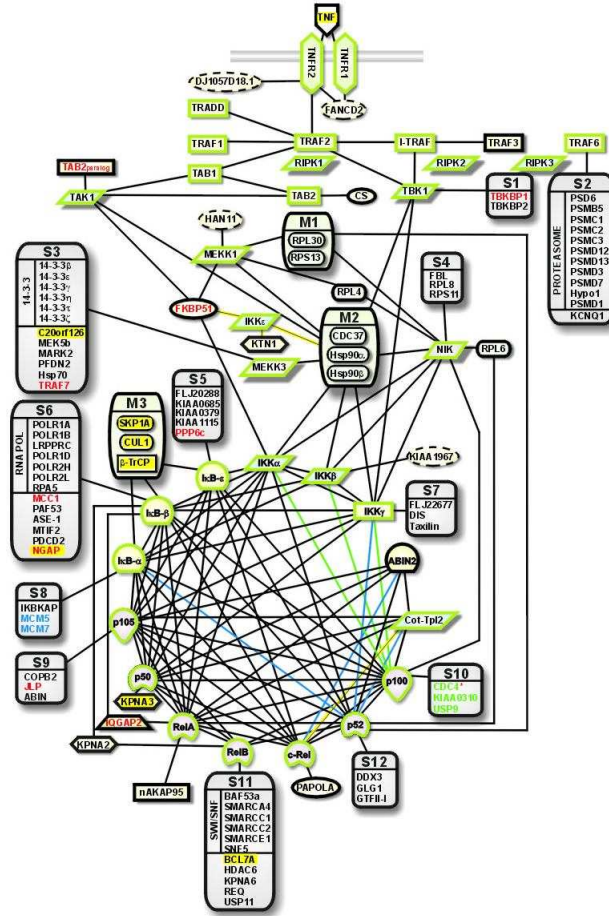 TNF
TNFR2
TNFR1
DJ1057D18.1
FANCD2
TRADD
TRAF1
TRAF2
I-TRAF
TRAF3
TRAF6
RIPK1
RIPK2
RIPK3
TAB2paralog
TAB1
TAK1
TAB2
CS
TBK1
S1
TBKBP1
TBKBP2
S2
PROTEASOME
PSD6
PSMB5
PSMC1
PSMC2
PSMC3
PSMD12
PSMD13
PSMD3
PSMD7
Hypo1
PSMD1
KCNQ1
HAN11
M1
RPL30
RPS13
MEKK1
S3
14-3-3
14-3-3β
14-3-3ε
14-3-3γ
14-3-3η
14-3-3τ
14-3-3ζ
C20orf126
MEK5b
MARK2
PFDN2
Hsp70
TRAF7
S4
FBL
RPL8
RPS11
RPL4
FKBP51
IKKε
KTN1
M2
CDC37
Hsp90α
Hsp90β
NIK
RPL6
MEKK3
S5
FLJ20288
KIAA0685
KIAA0379
KIAA1115
PPP6c
S6
RNA POL
POLR1A
POLR1B
LRPPRC
POLR1D
POLR2H
POLR2L
RPA5
MCC1
PAF53
ASE-1
MTIF2
PDCD2
NGAP
M3
SKP1A
CUL1
β-TrCP
IκB-ε
IKKα
IKKβ
KIAA1967
IκB-β
IKKγ
S7
FLJ22677
DIS
Taxilin
IκB-α
ABIN2
S8
IKBKAP
MCM5
MCM7
p105
Cot-Tpl2
S9
COPB2
JLP
ABIN
p50
KPNA3
p100
S10
CDC4*
KIAA0310
USP9
IQGAP2
RelA
p52
KPNA2
RelB
c-Rel
nAKAP95
PAPOLA
S12
DDX3
GLG1
GTFII-I
S11
SWI/SNF
BAF53a
SMARCA4
SMARCC1
SMARCC2
SMARCE1
SNF5
BCL7A
HDAC6
KPNA6
REQ
USP11